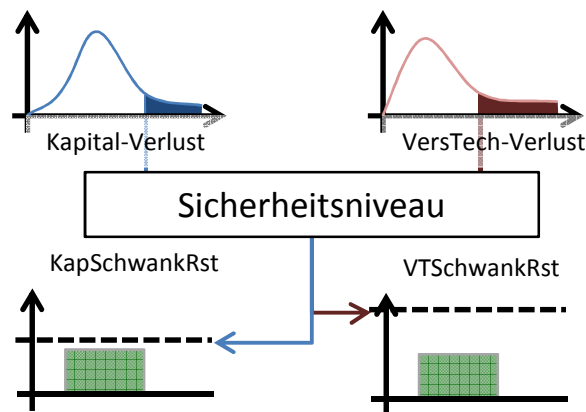 Kapital-Verlust
VersTech-Verlust
Sicherheitsniveau
KapSchwankRst
VTSchwankRst